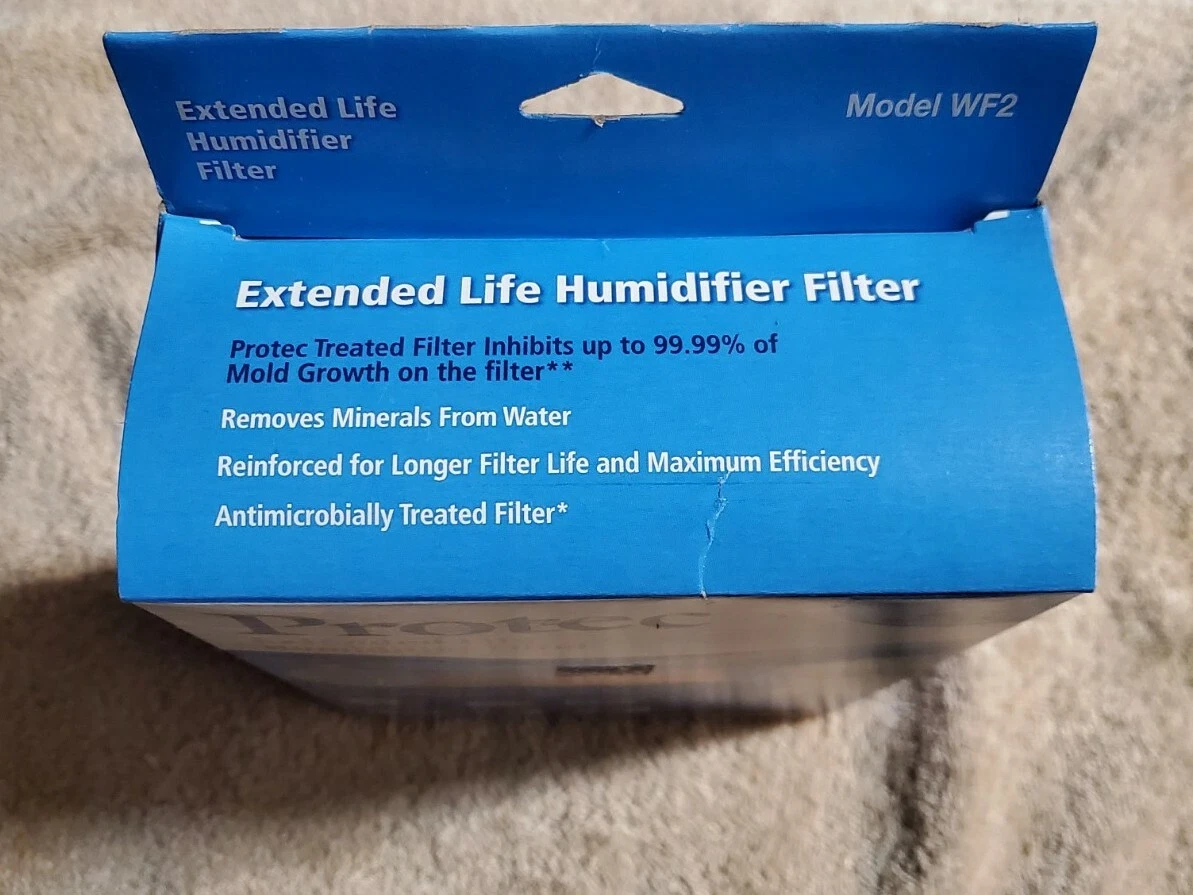 Extended Life
Humidifier
Filter
Model WF2
Extended Life Humidifier Filter
Protec Treated Filter Inhibits up to 99.99% of
Mold Growth on the filter**
Removes Minerals From Water
Reinforced for Longer Filter Life and Maximum Efficiency
Antimicrobially Treated Filter*
Protec